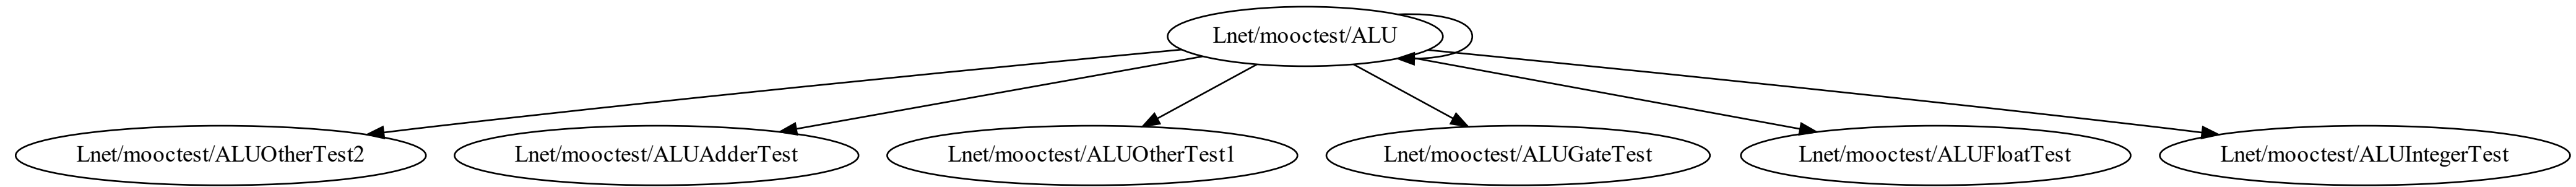 Lnet/mooctest/ALU
Lnet/mooctest/ALUOtherTest2
Lnet/mooctest/ALUAdderTest
Lnet/mooctest/ALUOtherTest1
Lnet/mooctest/ALUGateTest
Lnet/mooctest/ALUFloatTest
Lnet/mooctest/ALUIntegerTest